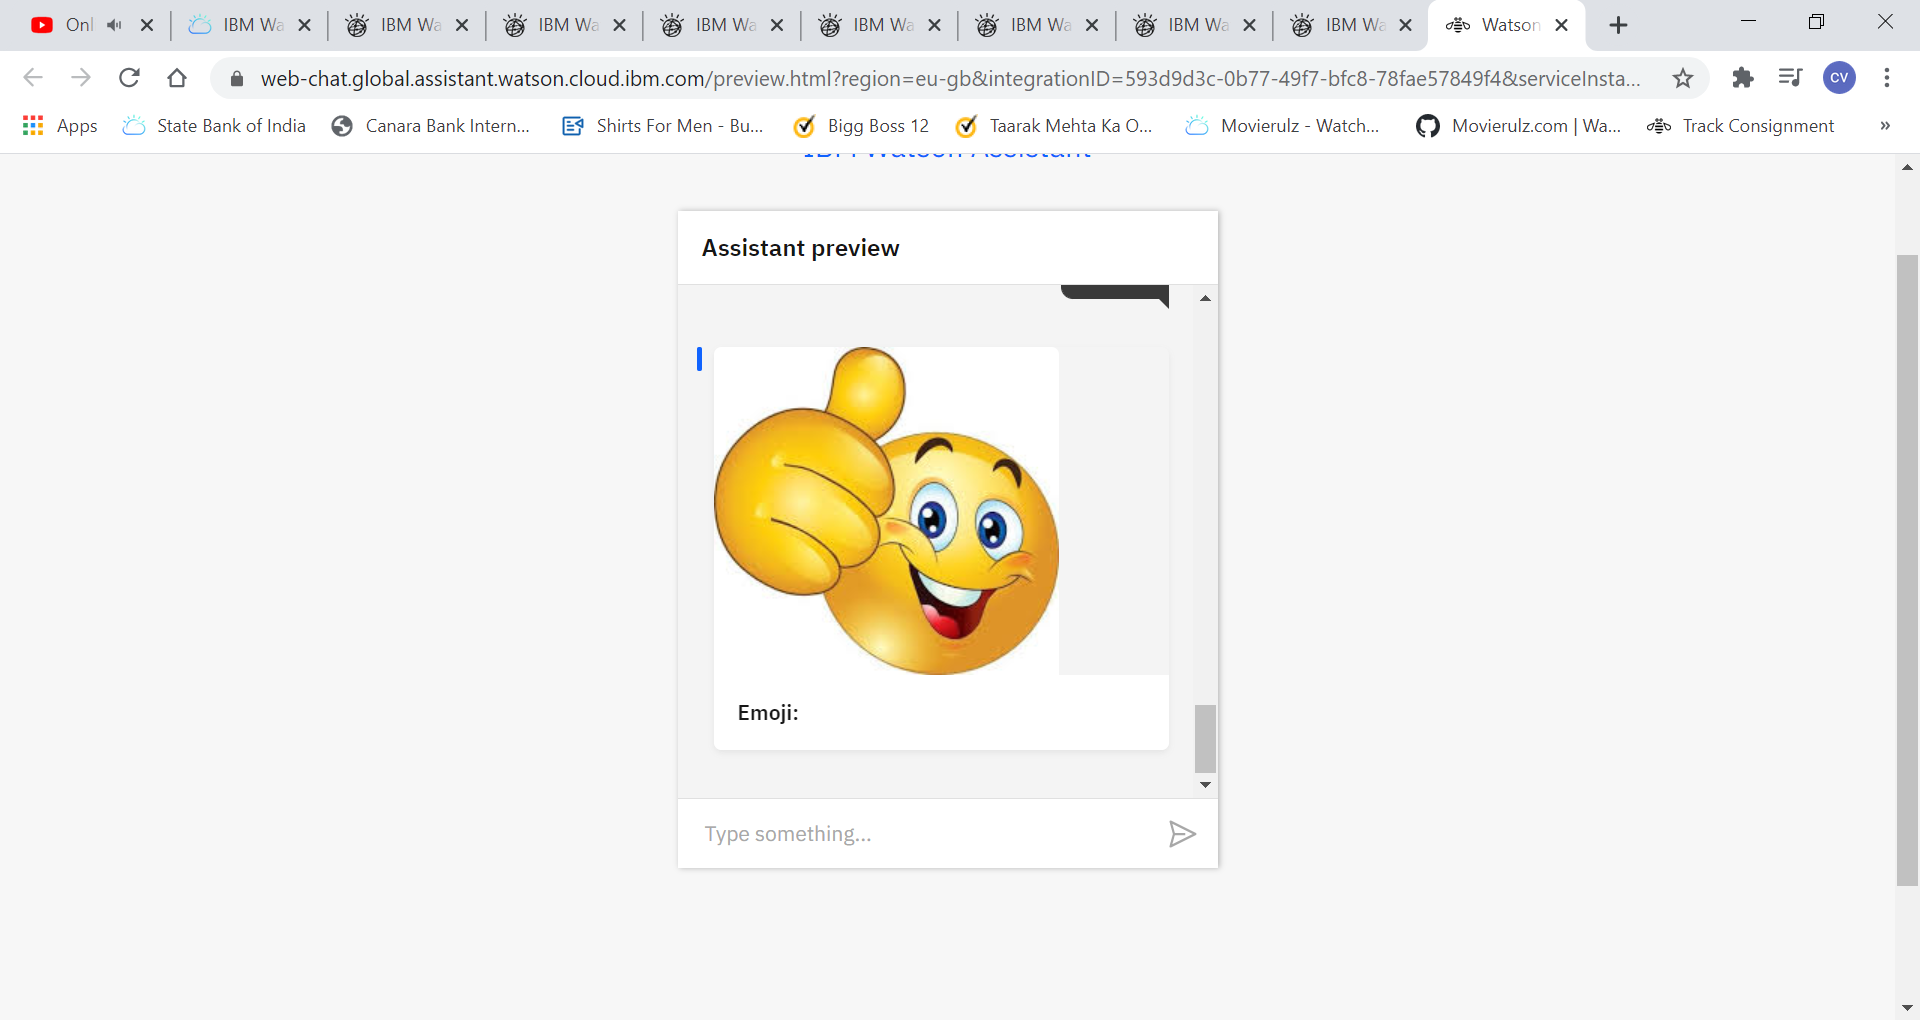 Onl
IBM Wa
IBM Wa
IBM Wa
IBM Wa
IBM Wa
IBM Wa
IBM Wa
IBM Wa
Watson
web-chat.global.assistant.watson.cloud.ibm.com/preview.html?region=eu-gb&integrationID=593d9d3c-0b77-49f7-bfc8-78fae57849f4&serviceInsta...
CV
Apps
State Bank of India
Canara Bank Intern...
Shirts For Men - Bu...
Bigg Boss 12
Taarak Mehta Ka O...
Movierulz - Watch...
Movierulz.com | Wa...
Track Consignment
»
IBM Watson Assistant
Assistant preview
Emoji:
Type something...